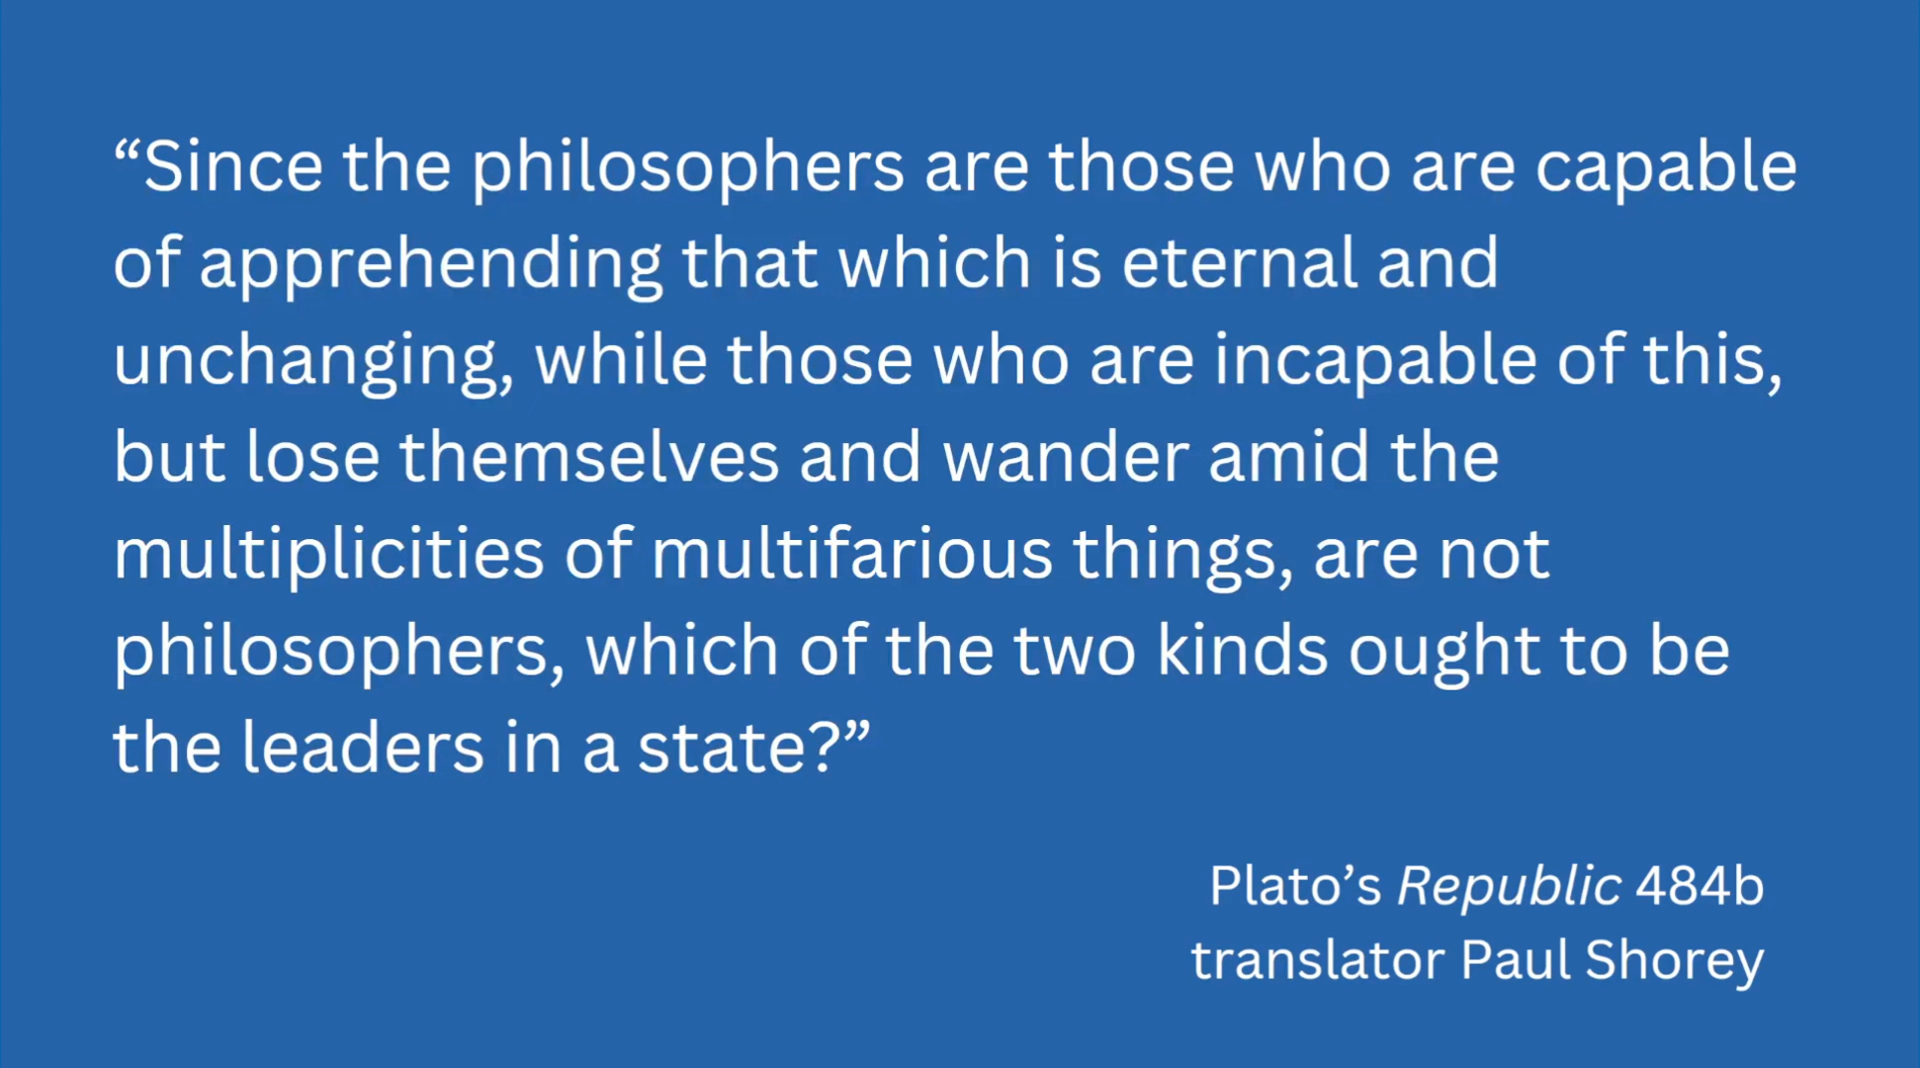 “Since the philosophers are those who are capable
of apprehending that which is eternal and
unchanging, while those who are incapable of this,
but lose themselves and wander amid the
multiplicities of multifarious things, are not
philosophers, which of the two kinds ought to be
the leaders in a state?”
Plato’s Republic 484b
translator Paul Shorey